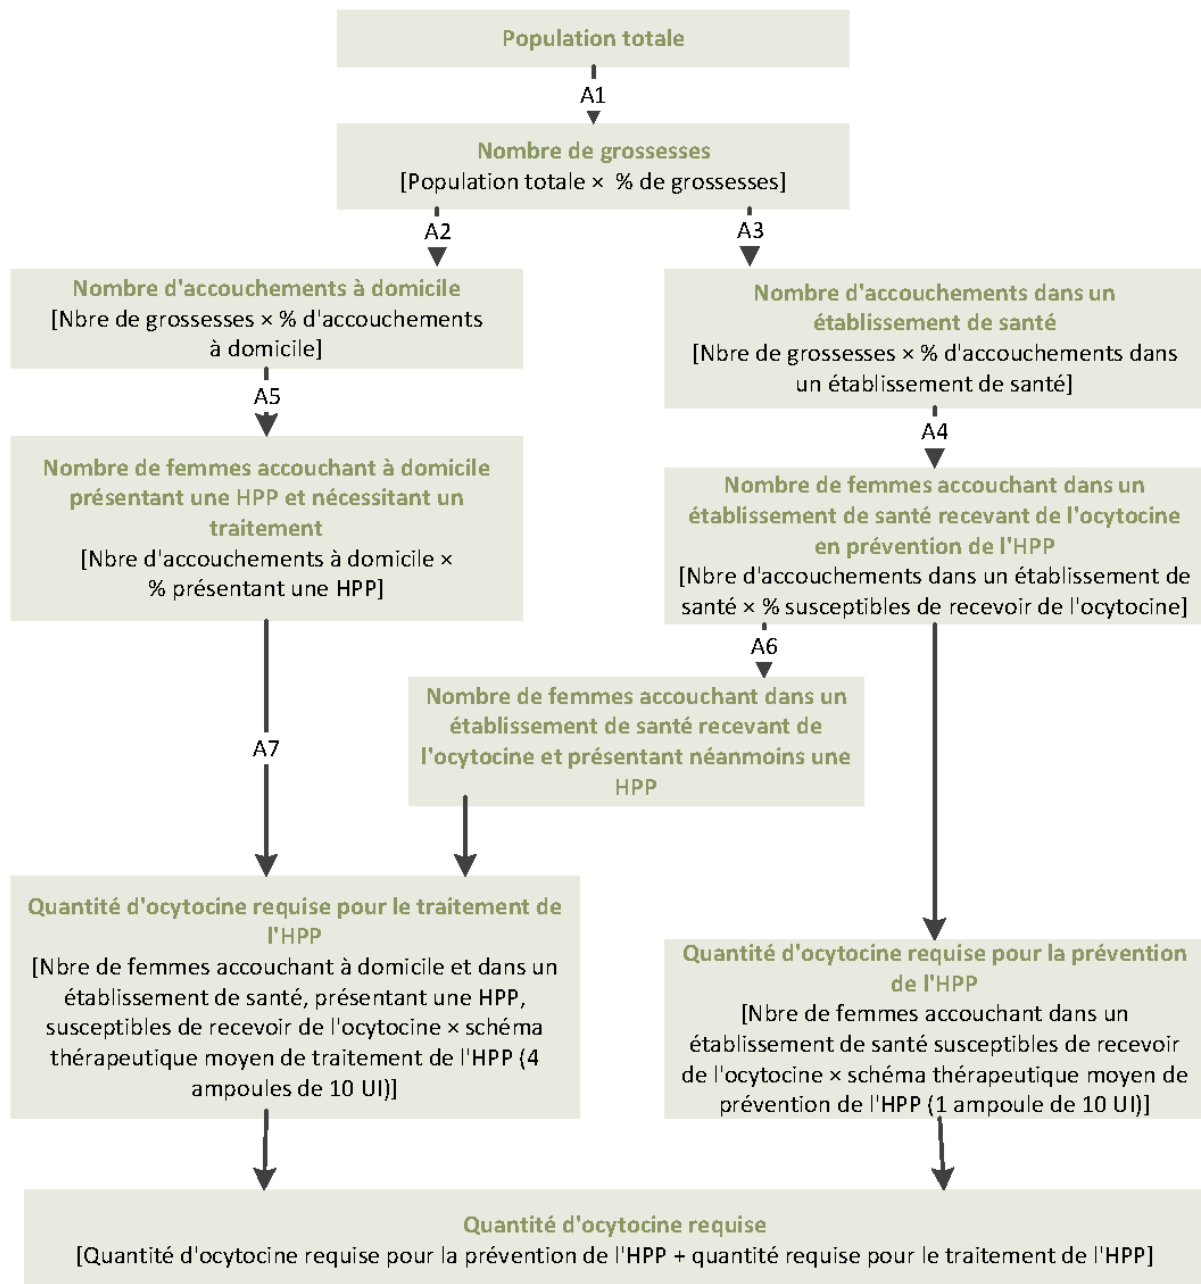 Population totale
A1
Nombre de grossesses
[Population totale × % de grossesses]
A2
A3
Nombre d'accouchements à domicile
[Nbre de grossesses × % d'accouchements
à domicile]
Nombre d'accouchements dans un
établissement de santé
[Nbre de grossesses × % d'accouchements dans
un établissement de santé]
A5
A4
Nombre de femmes accouchant à domicile
présentant une HPP et nécessitant un
traitement
[Nbre d'accouchements à domicile ×
% présentant une HPP]
Nombre de femmes accouchant dans un
établissement de santé recevant de l'ocytocine
en prévention de l'HPP
[Nbre d'accouchements dans un établissement de
santé × % susceptibles de recevoir de l'ocytocine]
A6
Nombre de femmes accouchant dans un
établissement de santé recevant de
l'ocytocine et présentant néanmoins une
HPP
A7
Quantité d'ocytocine requise pour le traitement de
l'HPP
[Nbre de femmes accouchant à domicile et dans un
établissement de santé, présentant une HPP,
susceptibles de recevoir de l'ocytocine × schéma
thérapeutique moyen de traitement de l'HPP (4
ampoules de 10 UI)]
Quantité d'ocytocine requise pour la prévention
de l'HPP
[Nbre de femmes accouchant dans un
établissement de santé susceptibles de recevoir
de l'ocytocine × schéma thérapeutique moyen de
prévention de l'HPP (1 ampoule de 10 UI)]
Quantité d'ocytocine requise
[Quantité d'ocytocine requise pour la prévention de l'HPP + quantité requise pour le traitement de l'HPP]